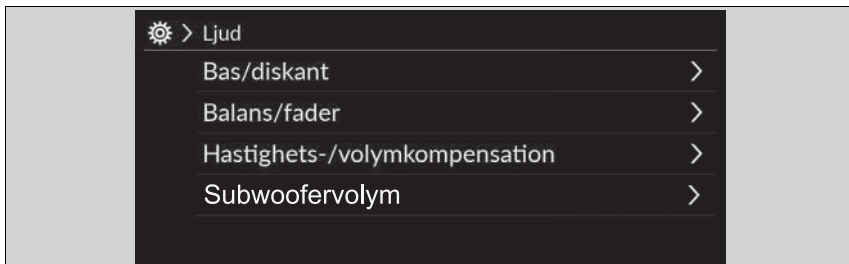 > Ljud
Bas/diskant >
Balans/fader >
Hastighets-/volymkompensation >
Subwoofervolym >